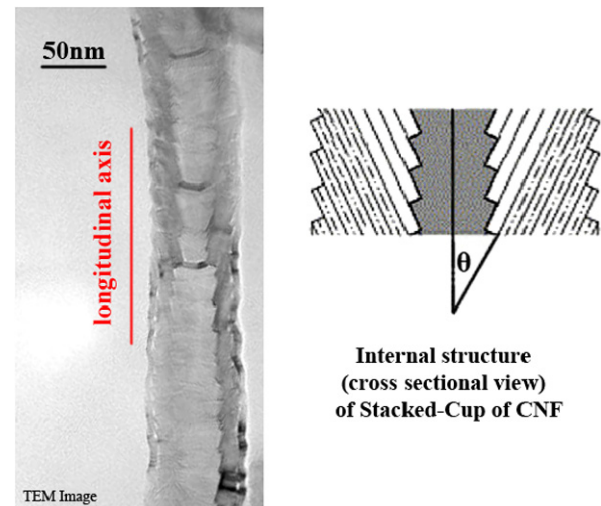 50nm
longitudinal axis
TEM Image
θ
Internal structure
(cross sectional view)
of Stacked-Cup of CNF